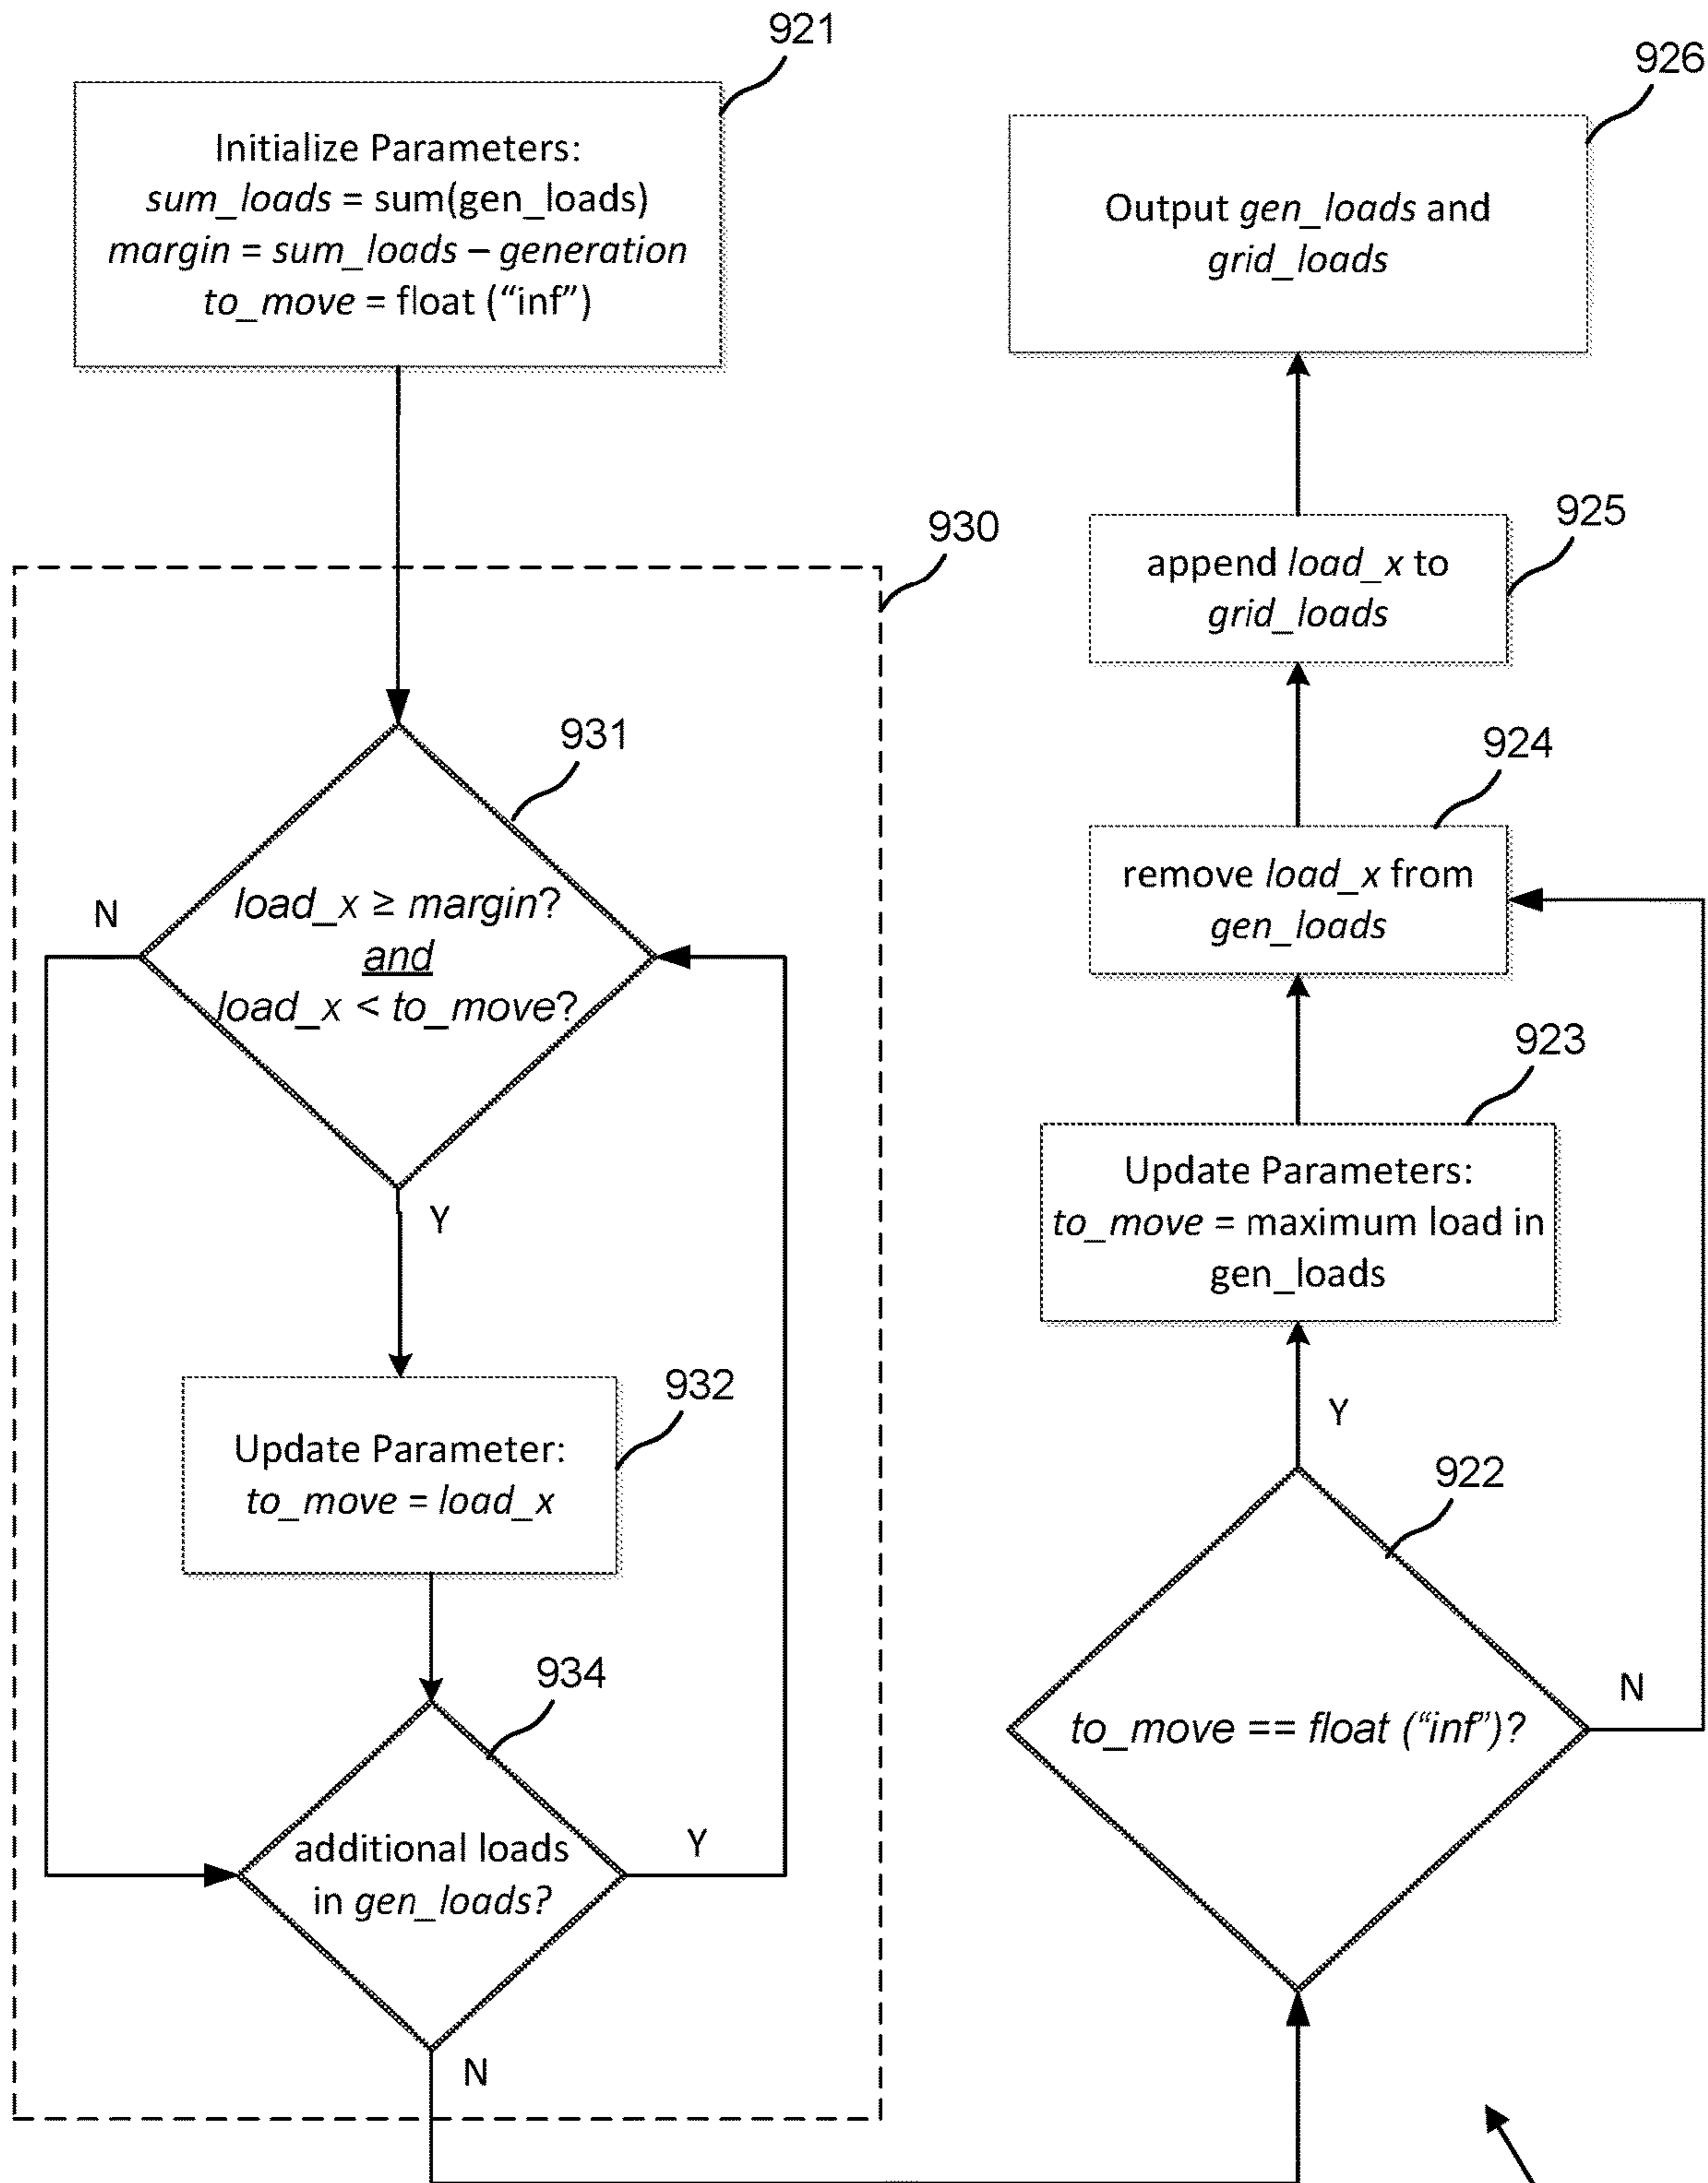 921
Initialize Parameters:
sum_loads = sum(gen_loads)
margin = sum_loads – generation
to_move = float (“inf”)
930
931
load_x ≥ margin?
and
load_x < to_move?
N
Y
932
Update Parameter:
to_move = load_x
934
additional loads
in gen_loads?
Y
N
926
Output gen_loads and
grid_loads
925
append load_x to
grid_loads
924
remove load_x from
gen_loads
923
Update Parameters:
to_move = maximum load in
gen_loads
Y
922
to_move == float (“inf”)?
N